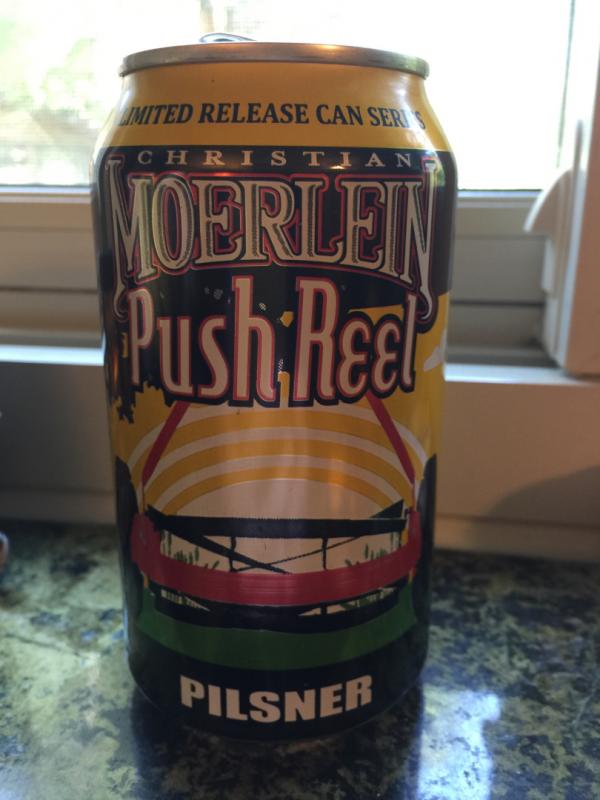 LIMITED RELEASE CAN SERIES
CHRISTIAN
MOERLEIN
Push Reel
PILSNER